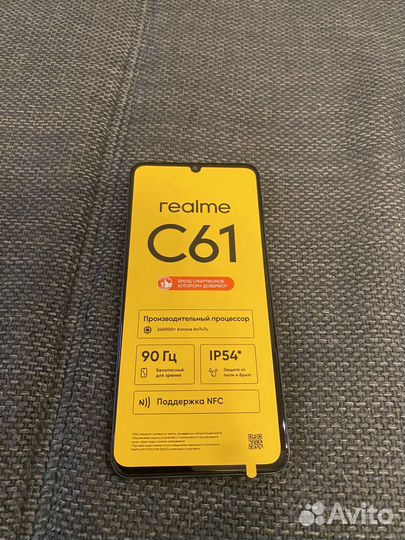 realme
C61
БРЕНД СМАРТФОНОВ,
КОТОРОМУ ДОВЕРЯЮТ
Производительный процессор
240000+ баллов AnTuTu
90 Гц
Безопасный
для зрения
IP54*
Защита от
пыли и брызг
N
Поддержка NFC
Avito